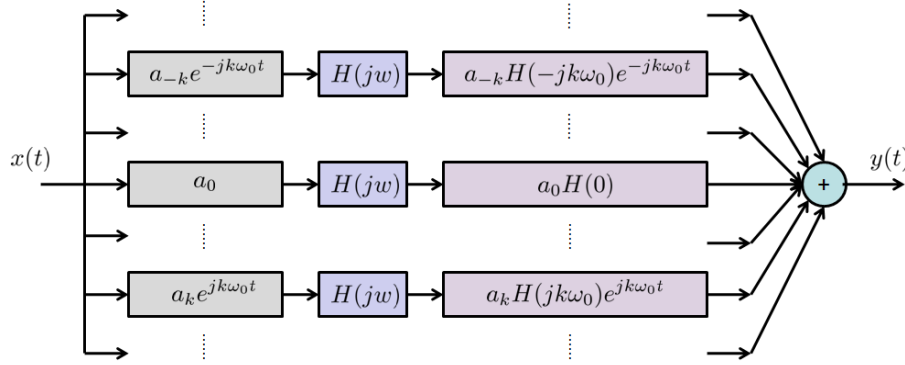 a_{-k}e^{-jkω_0t} H(jw) a_{-k}H(-jkω_0)e^{-jkω_0t}
x(t) y(t)
a_0 H(jw) a_0H(0) +
a_ke^{jkω_0t} H(jw) a_kH(jkω_0)e^{jkω_0t}